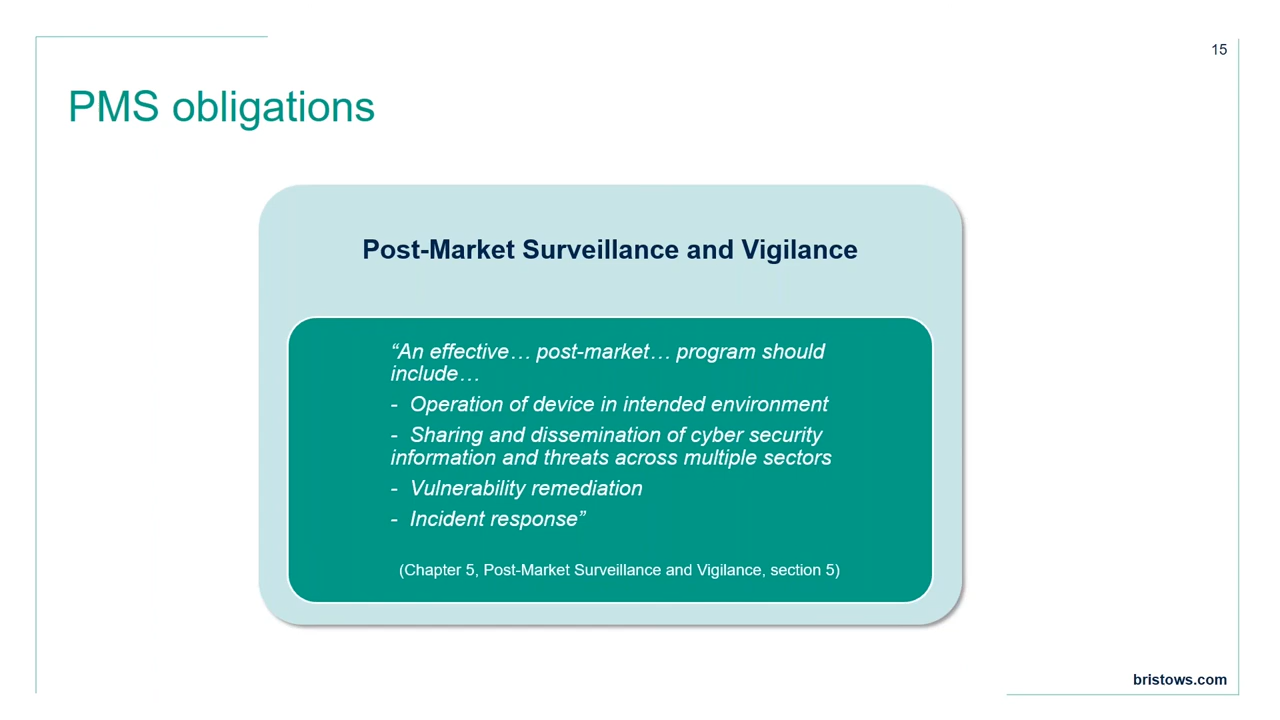 15
PMS obligations
Post-Market Surveillance and Vigilance
“An effective… post-market… program should
include…
- Operation of device in intended environment
- Sharing and dissemination of cyber security
information and threats across multiple sectors
- Vulnerability remediation
- Incident response”
(Chapter 5, Post-Market Surveillance and Vigilance, section 5)
bristows.com